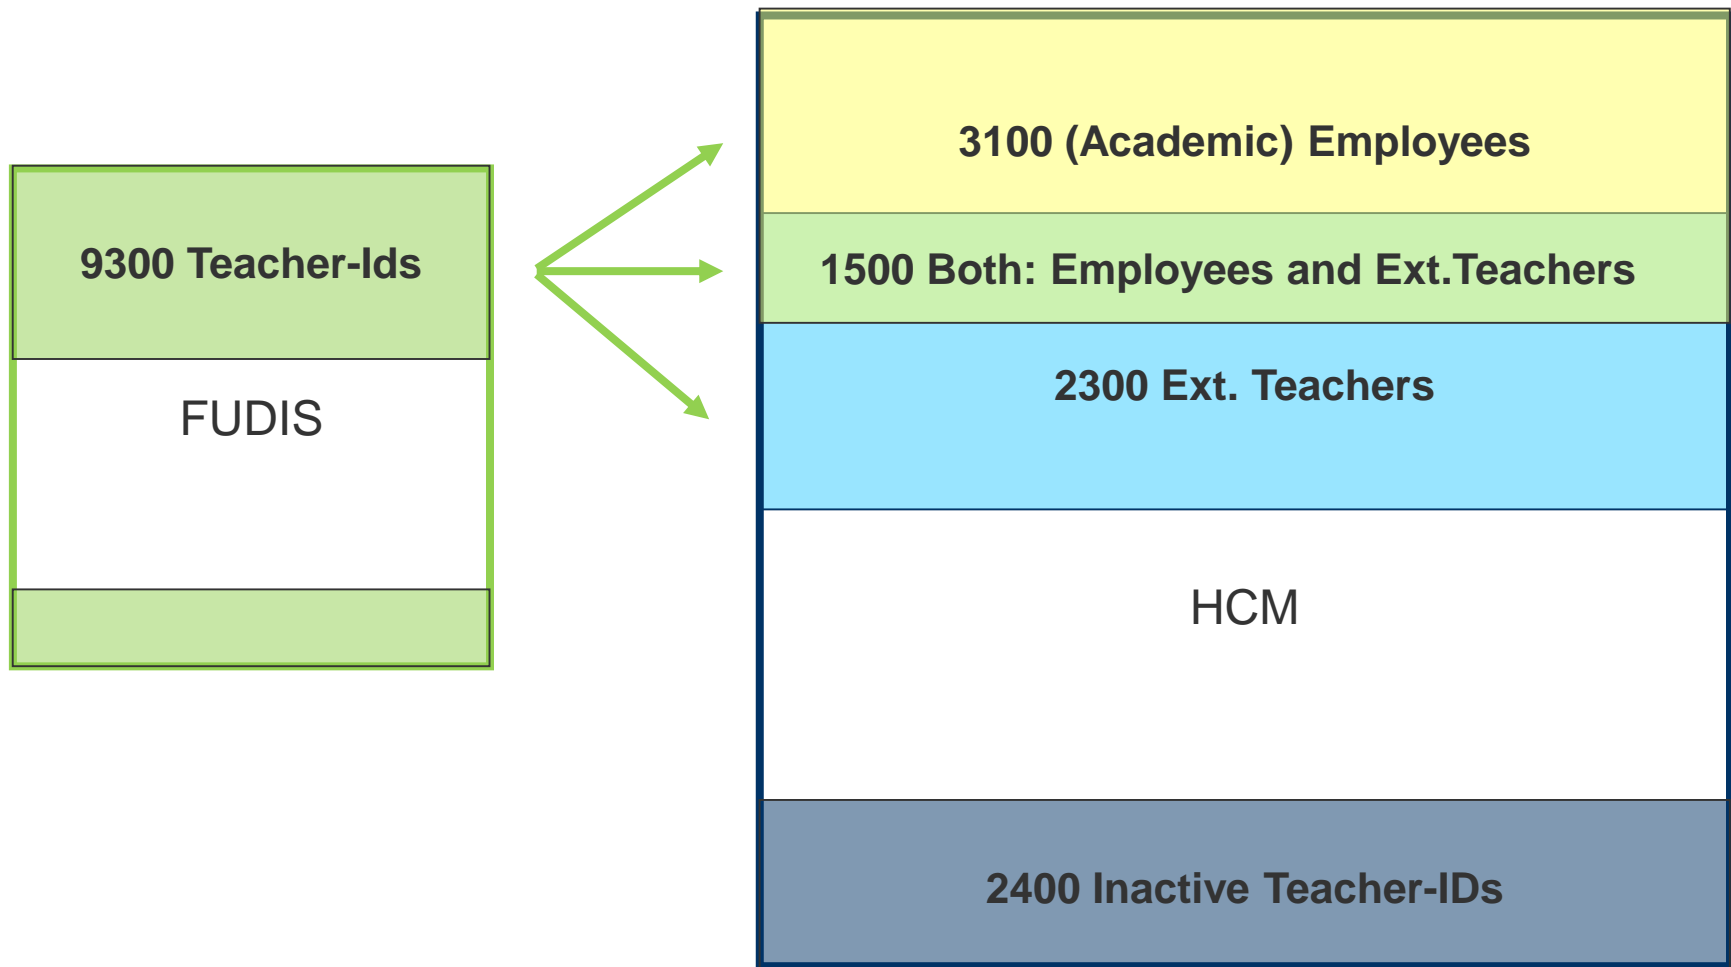 9300 Teacher-Ids
FUDIS
3100 (Academic) Employees
1500 Both: Employees and Ext.Teachers
2300 Ext. Teachers
HCM
2400 Inactive Teacher-IDs